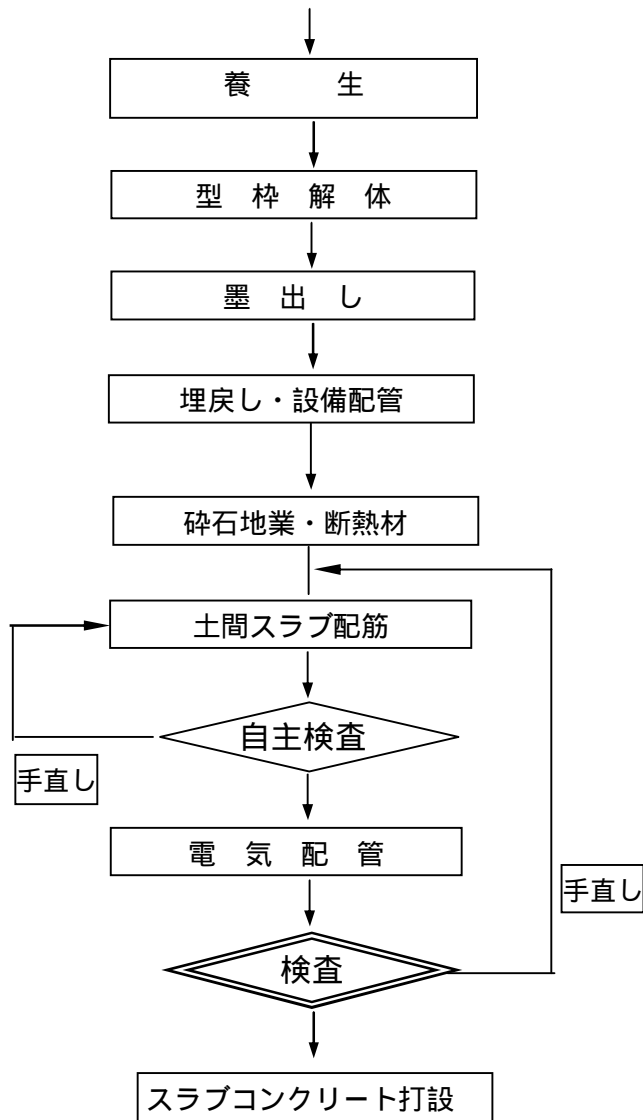 養　　生
型　枠　解　体
墨　出　し
埋戻し・設備配管
砕石地業・断熱材
土間スラブ配筋
自主検査
手直し
電　気　配　管
手直し
検査
スラブコンクリート打設